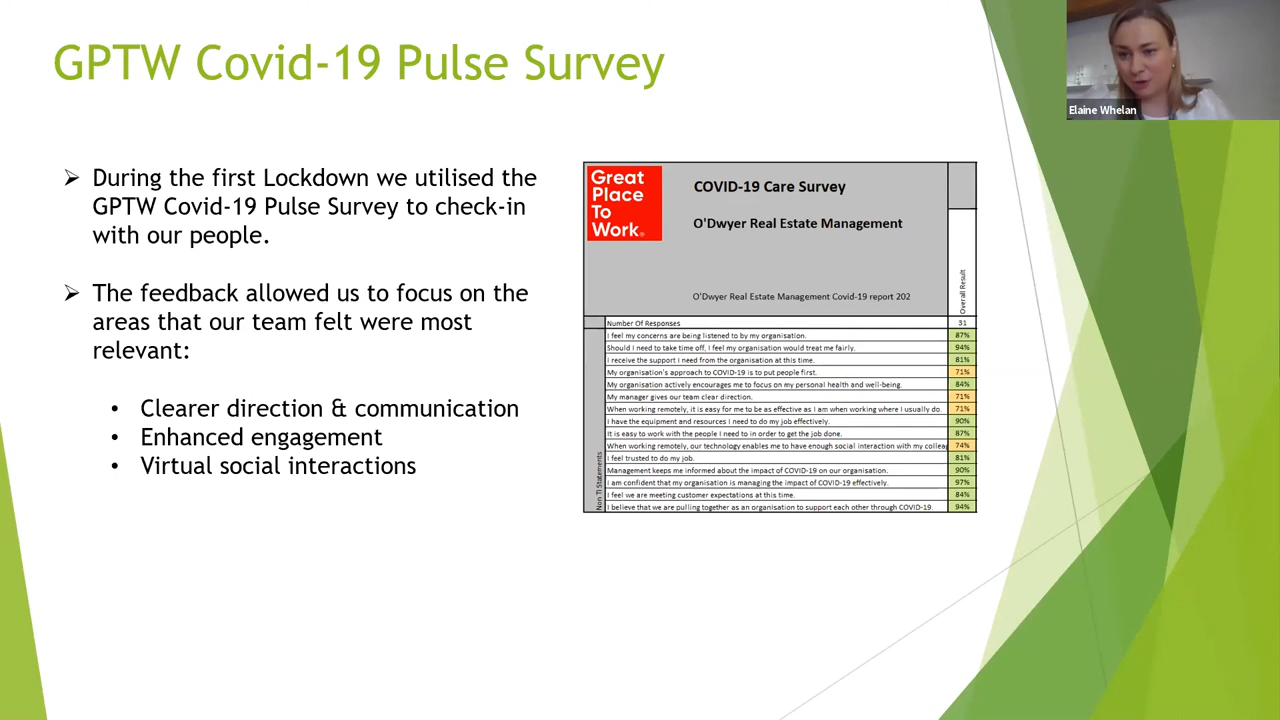 GPTW Covid-19 Pulse Survey
Elaine Whelan
During the first Lockdown we utilised the
GPTW Covid-19 Pulse Survey to check-in
with our people.
The feedback allowed us to focus on the
areas that our team felt were most
relevant:
• Clearer direction & communication
• Enhanced engagement
• Virtual social interactions
Great
Place
To
Work®
COVID-19 Care Survey
O'Dwyer Real Estate Management
O'Dwyer Real Estate Management Covid-19 report 202
Overall Result
Number Of Responses 31
Non TI Statements
I feel my concerns are being listened to by my organisation. 87%
Should I need to take time off, I feel my organisation would treat me fairly. 94%
I receive the support I need from the organisation at this time. 81%
My organisation's approach to COVID-19 is to put people first. 71%
My organisation actively encourages me to focus on my personal health and well-being. 84%
My manager gives our team clear direction. 71%
When working remotely, it is easy for me to be as effective as I am when working where I usually do. 71%
I have the equipment and resources I need to do my job effectively. 90%
It is easy to work with the people I need to in order to get the job done. 87%
When working remotely, our technology enables me to have enough social interaction with my colleag 74%
I feel trusted to do my job. 81%
Management keeps me informed about the impact of COVID-19 on our organisation. 90%
I am confident that my organisation is managing the impact of COVID-19 effectively. 97%
I feel we are meeting customer expectations at this time. 84%
I believe that we are pulling together as an organisation to support each other through COVID-19. 94%